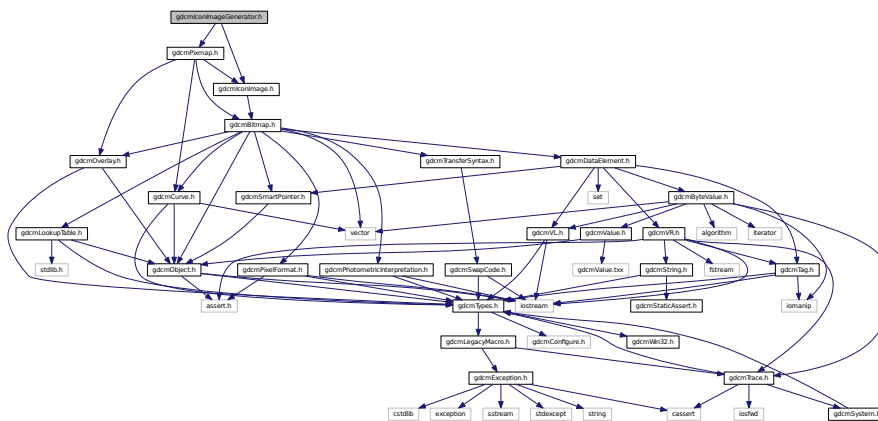 gdcmIconImageGenerator.h
gdcmPixmap.h
gdcmIconImage.h
gdcmBitmap.h
gdcmOverlay.h
gdcmTransferSyntax.h
gdcmDataElement.h
gdcmCurve.h
gdcmSmartPointer.h
set
gdcmByteValue.h
gdcmLookupTable.h
vector
gdcmVL.h
gdcmValue.h
gdcmVR.h
algorithm
iterator
stdlib.h
gdcmObject.h
gdcmPixelFormat.h
gdcmPhotometricInterpretation.h
gdcmSwapCode.h
gdcmValue.txx
gdcmString.h
fstream
gdcmTag.h
assert.h
gdcmTypes.h
iostream
gdcmStaticAssert.h
iomanip
gdcmLegacyMacro.h
gdcmConfigure.h
gdcmWin32.h
gdcmException.h
gdcmTrace.h
cstdlib
exception
sstream
stdexcept
string
cassert
iosfwd
gdcmSystem.h